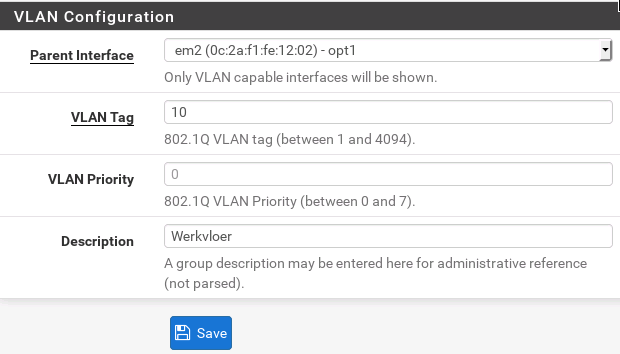 VLAN Configuration
Parent Interface
em2 (0c:2a:f1:fe:12:02) - opt1
Only VLAN capable interfaces will be shown.
VLAN Tag
10
802.1Q VLAN tag (between 1 and 4094).
VLAN Priority
0
802.1Q VLAN Priority (between 0 and 7).
Description
Werkvloer
A group description may be entered here for administrative reference
(not parsed).
Save